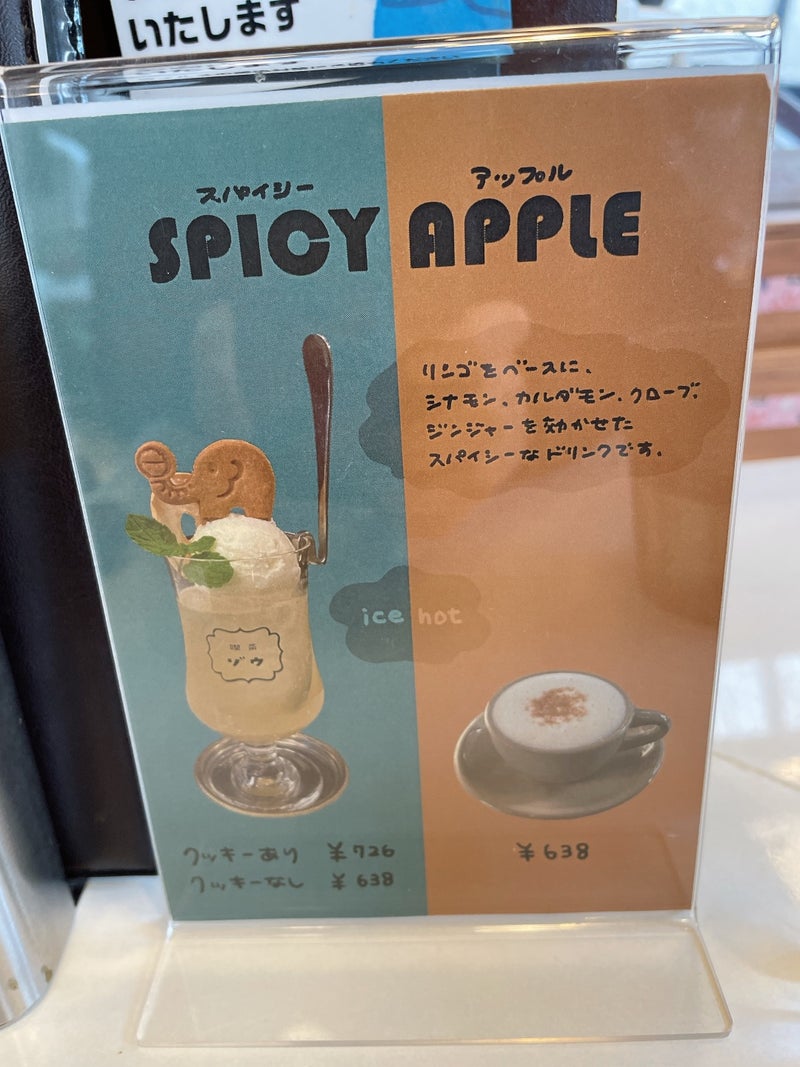 いたします
スパイシー
アップル
SPICY APPLE
リンゴをベースに、
シナモン、カルダモン、クローブ、
ジンジャーを効かせた
スパイシーなドリンクです。
ice hot
喫茶
ゾウ
クッキーあり ¥726
クッキーなし ¥638
¥638